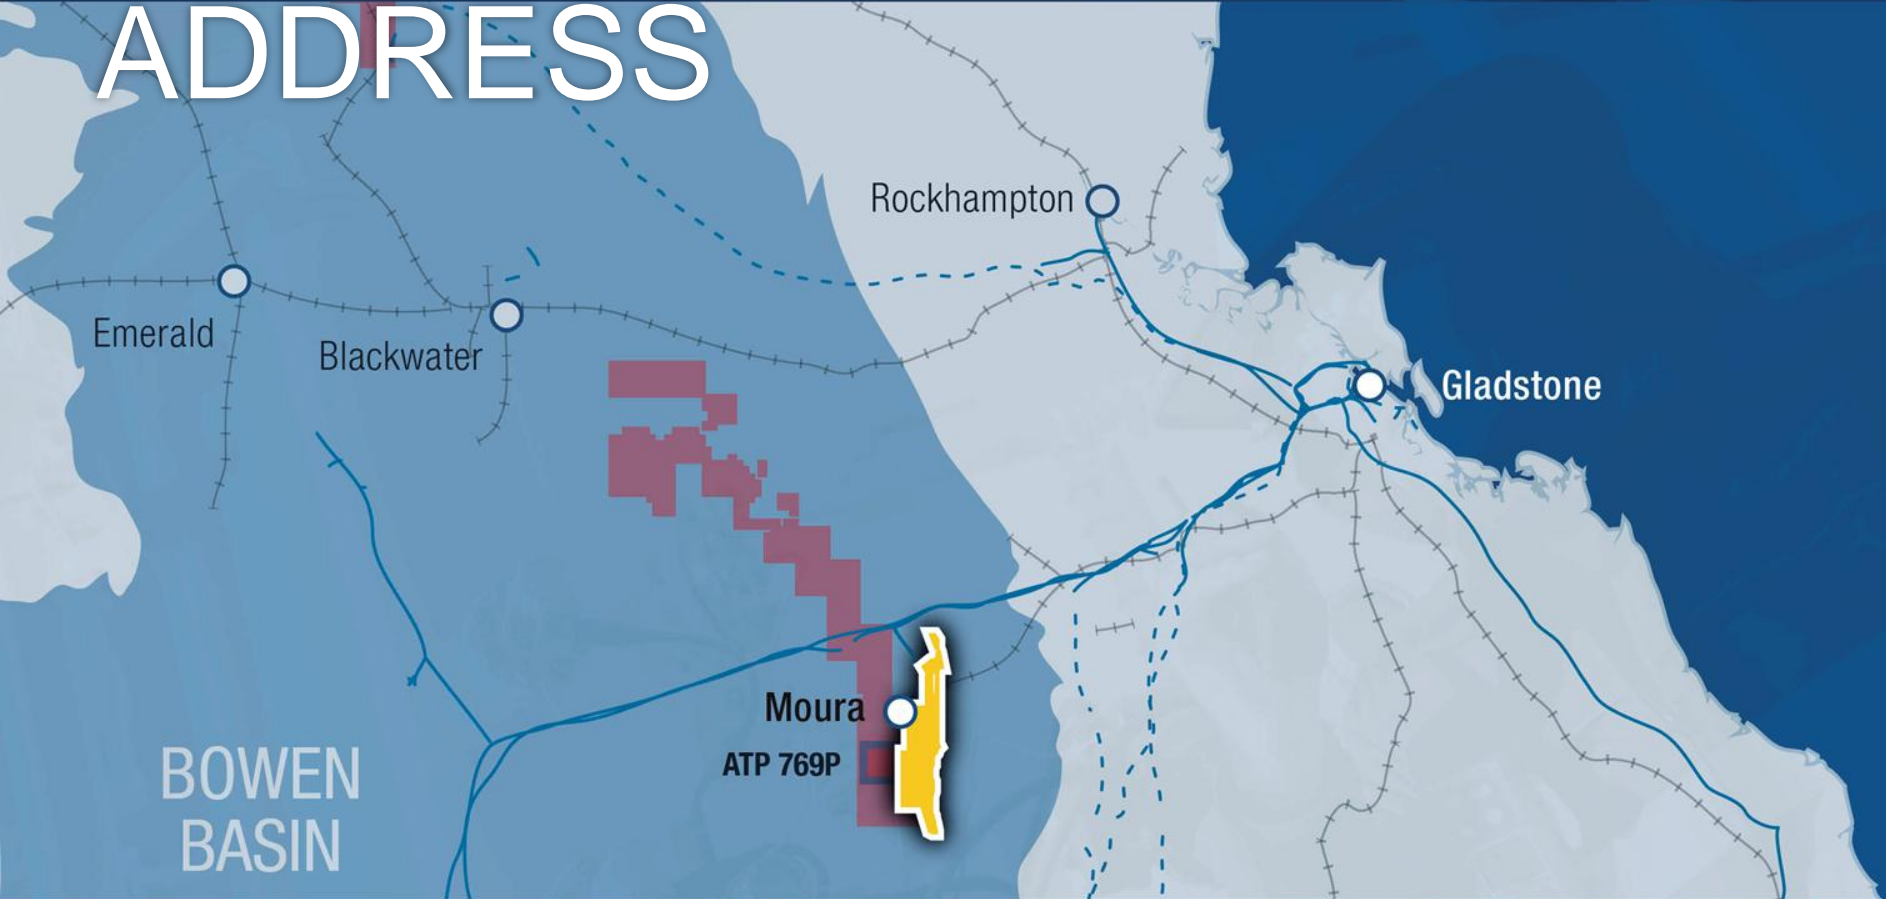 ADDRESS
Rockhampton
Emerald
Blackwater
Gladstone
Moura
ATP 769P
BOWEN
BASIN